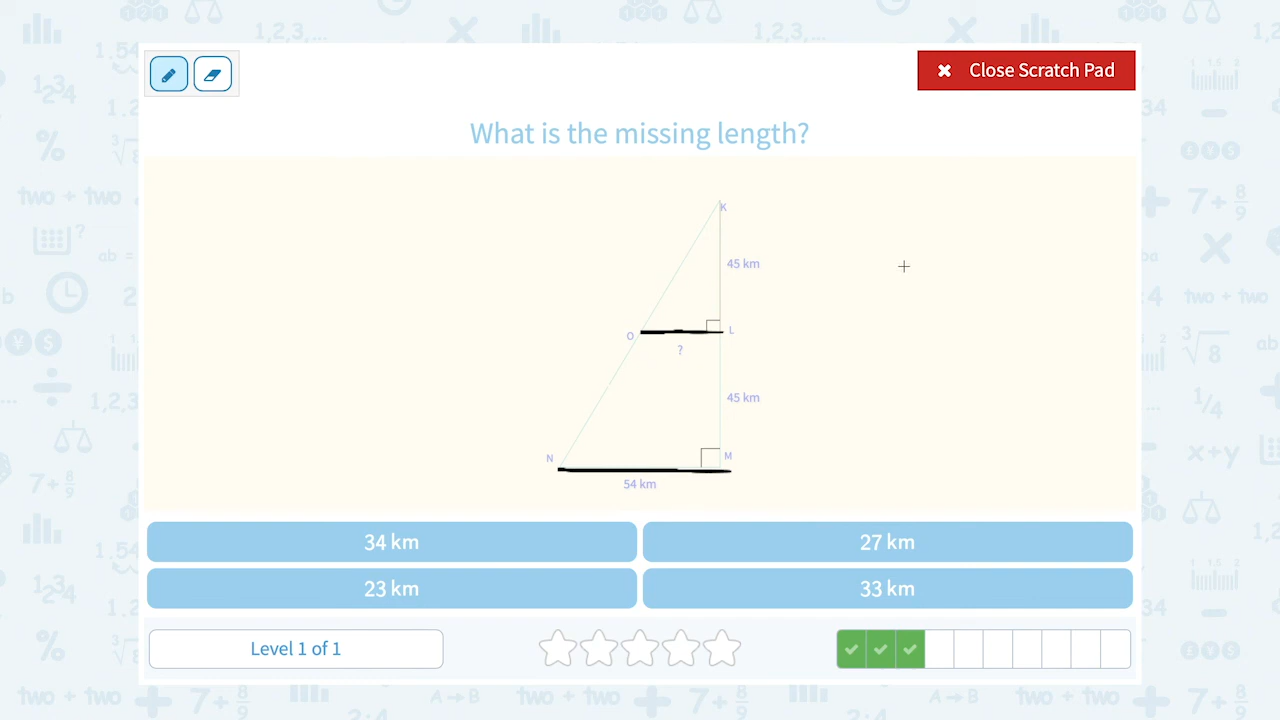 Close Scratch Pad
What is the missing length?
K
45 km
O
L
?
45 km
N
M
54 km
34 km
27 km
23 km
33 km
Level 1 of 1